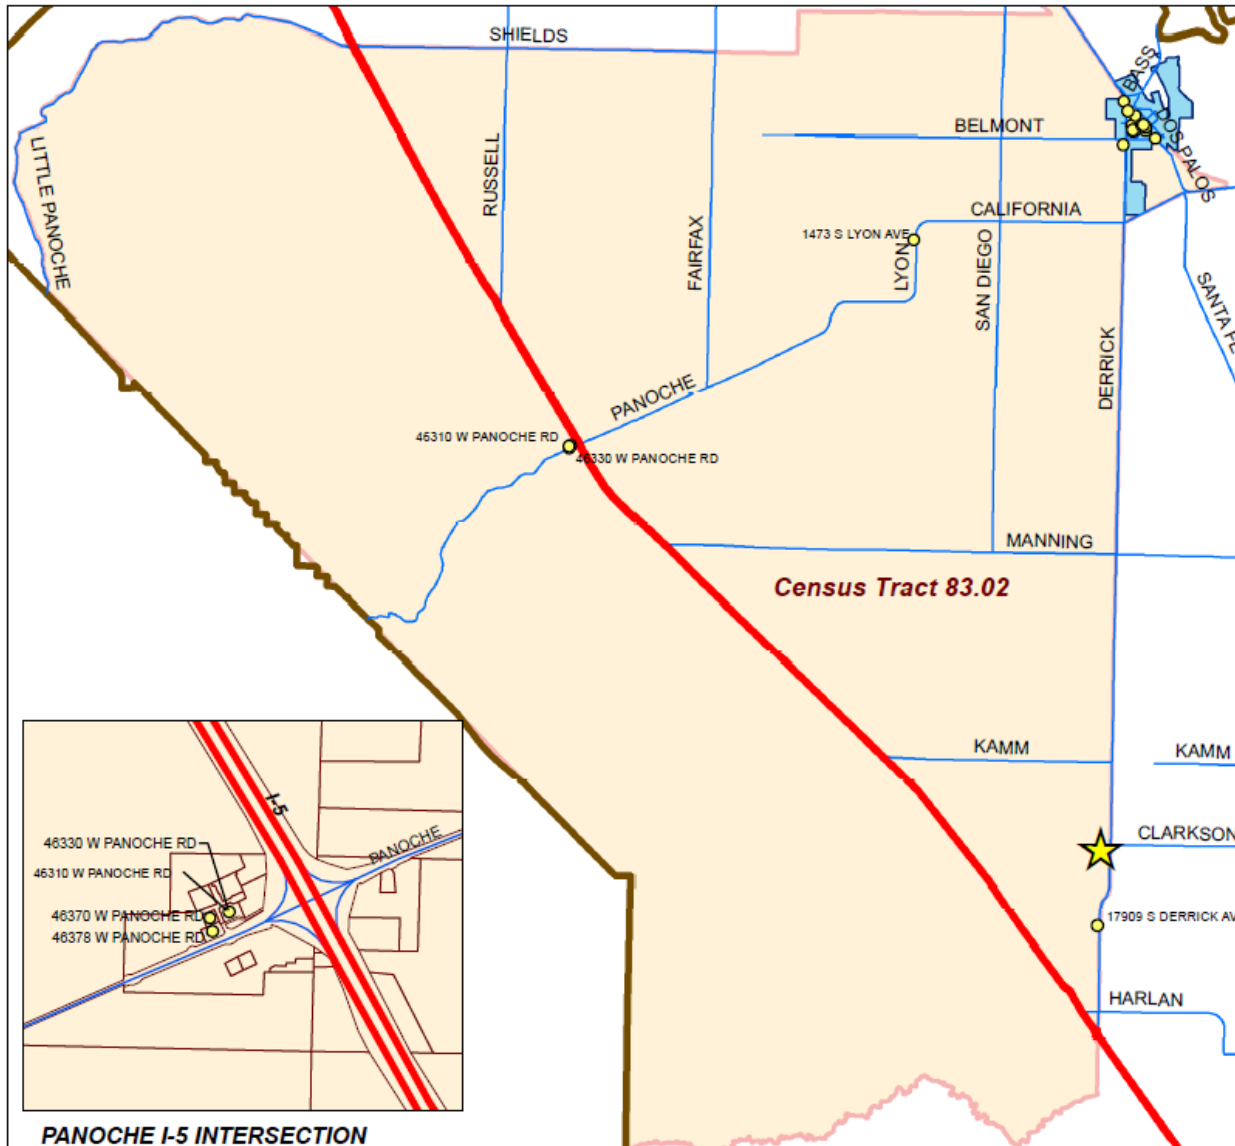 SHIELDS
BASS
BELMONT
DOS PALOS
LITTLE PANOCHE
RUSSELL
CALIFORNIA
1473 S LYON AVE
FAIRFAX
LYON
SAN DIEGO
SANTA FE
DERRICK
PANOCHE
46310 W PANOCHE RD
46330 W PANOCHE RD
MANNING
Census Tract 83.02
KAMM
KAMM
CLARKSON
17909 S DERRICK AV
HARLAN
I-5
PANOCHE
46330 W PANOCHE RD
46310 W PANOCHE RD
46370 W PANOCHE RD
46378 W PANOCHE RD
PANOCHE I-5 INTERSECTION